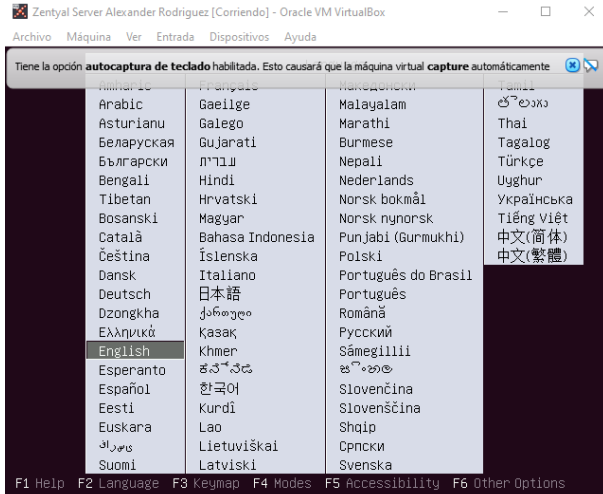 Zentyal Server Alexander Rodriguez [Corriendo] - Oracle VM VirtualBox
Archivo Máquina Ver Entrada Dispositivos Ayuda
Tiene la opción autocaptura de teclado habilitada. Esto causará que la máquina virtual capture automáticamente
Arabic
Asturianu
Беларуская
Български
Bengali
Tibetan
Bosanski
Català
Čeština
Dansk
Deutsch
Dzongkha
Ελληνικά
English
Esperanto
Español
Eesti
Euskara
Suomi
Français
Gaeilge
Galego
Gujarati
עברית
Hindi
Hrvatski
Magyar
Bahasa Indonesia
Íslenska
Italiano
日本語
ქართული
Қазақ
Khmer
ಕನ್ನಡ
한국어
Kurdî
Lao
Lietuviškai
Latviski
Македонски
Malayalam
Marathi
Burmese
Nepali
Nederlands
Norsk bokmål
Norsk nynorsk
Punjabi (Gurmukhi)
Polski
Português do Brasil
Português
Română
Русский
Sámegillii
සිංහල
Slovenčina
Slovenščina
Shqip
Српски
Svenska
Tamil
తెలుగు
Thai
Tagalog
Türkçe
Uyghur
Українська
Tiếng Việt
中文(简体)
中文(繁體)
F1 Help F2 Language F3 Keymap F4 Modes F5 Accessibility F6 Other Options